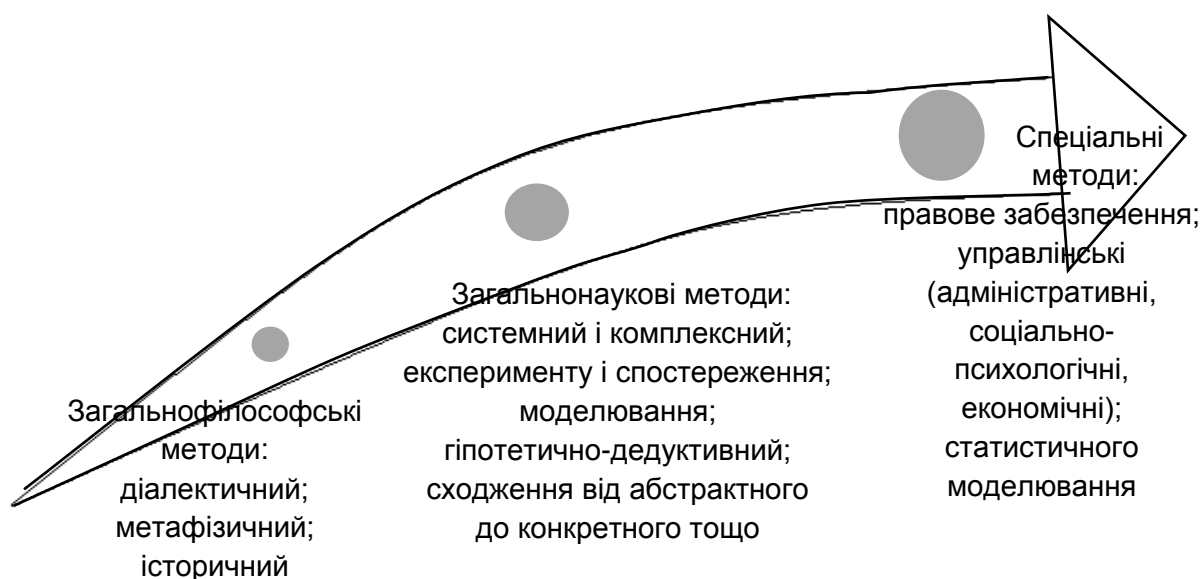 Загальнофілософські
методи:
діалектичний;
метафізичний;
історичний
Загальнонаукові методи:
системний і комплексний;
експерименту і спостереження;
моделювання;
гіпотетично-дедуктивний;
сходження від абстрактного
до конкретного тощо
Спеціальні
методи:
правове забезпечення;
управлінські
(адміністративні,
соціально-
психологічні,
економічні);
статистичного
моделювання